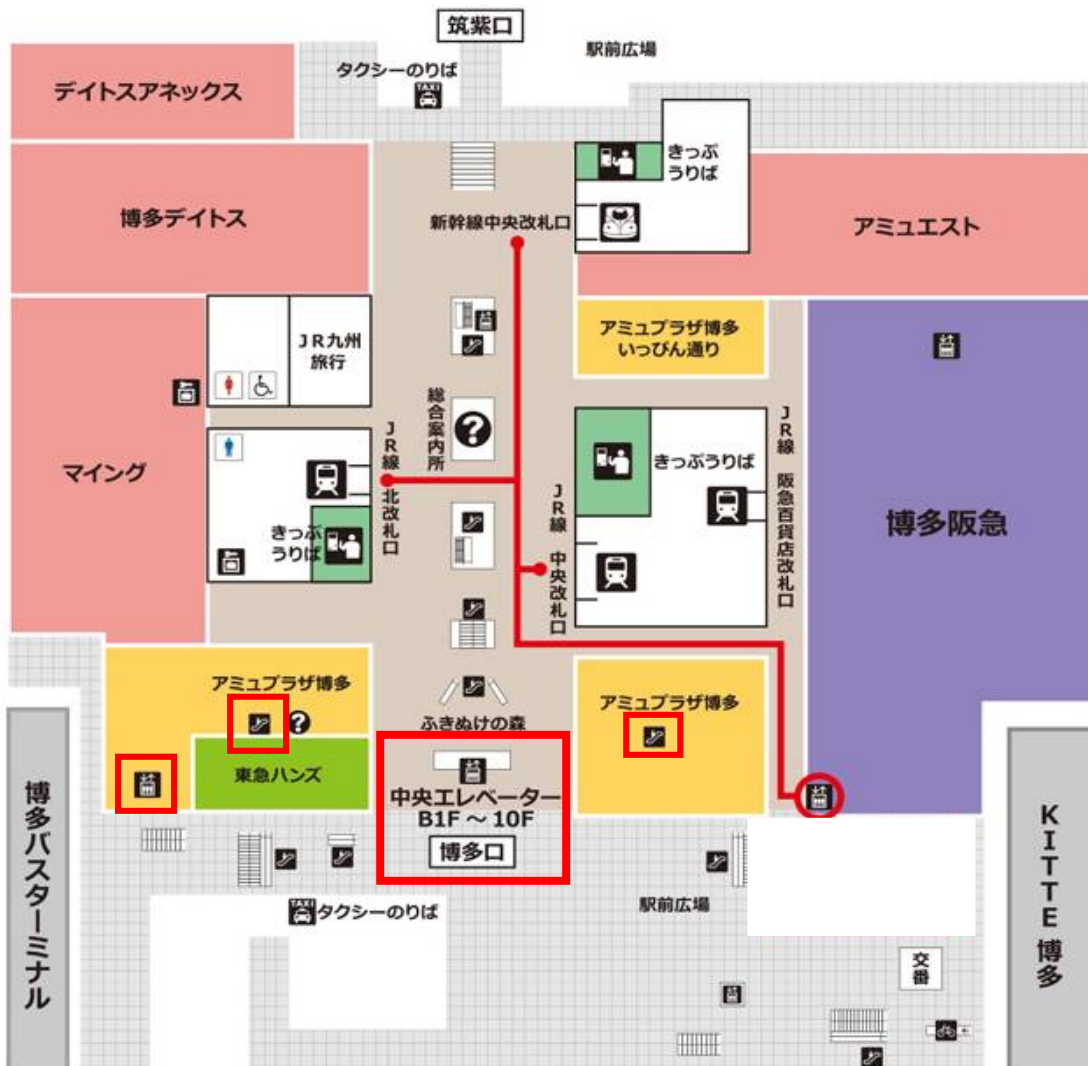 筑紫口
駅前広場
タクシーのりば
TAXI
デイトスアネックス
きっぷ
うりば
博多デイトス
新幹線中央改札口
アミュエスト
JR九州
旅行
アミュプラザ博多
いっぴん通り
総合案内所
?
マイング
JR線 北改札口
きっぷうりば
JR線 阪急百貨店改札口
博多阪急
きっぷ
うりば
JR線 中央改札口
アミュプラザ博多
?
アミュプラザ博多
ふきぬけの森
東急ハンズ
中央エレベーター
B1F ～ 10F
博多口
博多バスターミナル
KITTE 博多
TAXI
タクシーのりば
駅前広場
交番